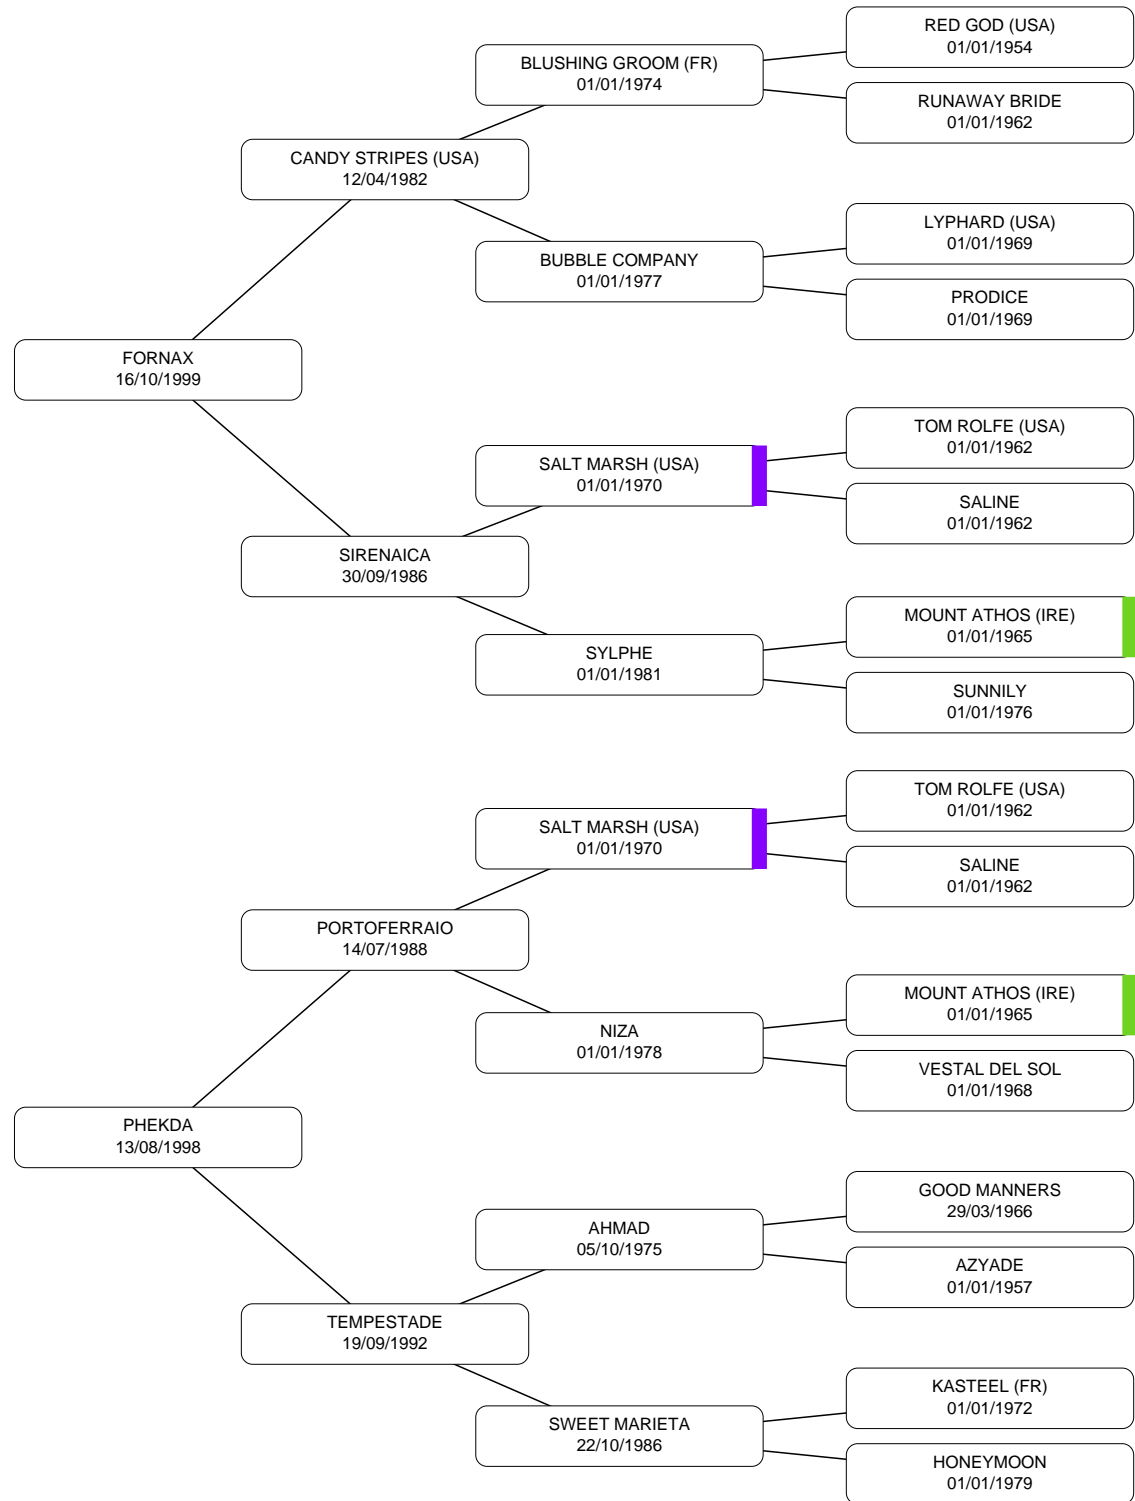 RED GOD (USA)
01/01/1954
BLUSHING GROOM (FR)
01/01/1974
RUNAWAY BRIDE
01/01/1962
CANDY STRIPES (USA)
12/04/1982
LYPHARD (USA)
01/01/1969
BUBBLE COMPANY
01/01/1977
PRODICE
01/01/1969
FORNAX
16/10/1999
TOM ROLFE (USA)
01/01/1962
SALT MARSH (USA)
01/01/1970
SALINE
01/01/1962
SIRENAICA
30/09/1986
MOUNT ATHOS (IRE)
01/01/1965
SYLPHE
01/01/1981
SUNNILY
01/01/1976
TOM ROLFE (USA)
01/01/1962
SALT MARSH (USA)
01/01/1970
SALINE
01/01/1962
PORTOFERRAIO
14/07/1988
MOUNT ATHOS (IRE)
01/01/1965
NIZA
01/01/1978
VESTAL DEL SOL
01/01/1968
PHEKDA
13/08/1998
GOOD MANNERS
29/03/1966
AHMAD
05/10/1975
AZYADE
01/01/1957
TEMPESTADE
19/09/1992
KASTEEL (FR)
01/01/1972
SWEET MARIETA
22/10/1986
HONEYMOON
01/01/1979